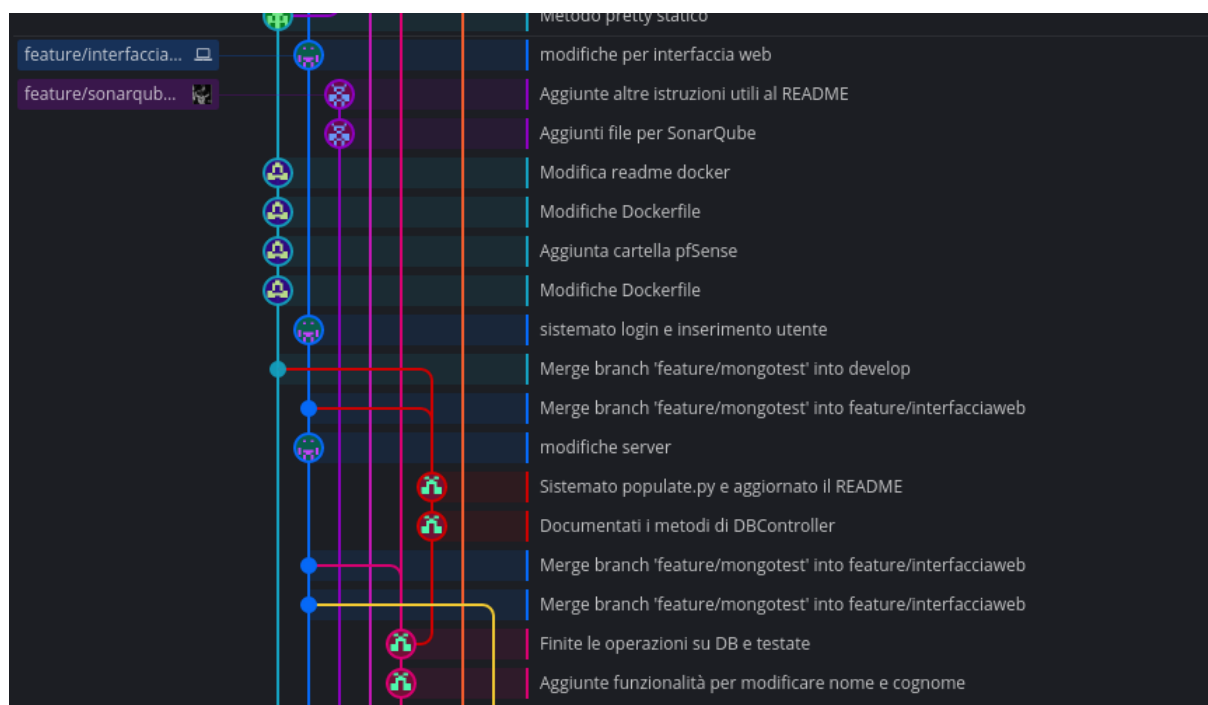 Metodo pretty statico
feature/interfaccia...
modifiche per interfaccia web
feature/sonarqub...
Aggiunte altre istruzioni utili al README
Aggiunti file per SonarQube
Modifica readme docker
Modifiche Dockerfile
Aggiunta cartella pfSense
Modifiche Dockerfile
sistemato login e inserimento utente
Merge branch 'feature/mongotest' into develop
Merge branch 'feature/mongotest' into feature/interfacciaweb
modifiche server
Sistemato populate.py e aggiornato il README
Documentati i metodi di DBController
Merge branch 'feature/mongotest' into feature/interfacciaweb
Merge branch 'feature/mongotest' into feature/interfacciaweb
Finite le operazioni su DB e testate
Aggiunte funzionalità per modificare nome e cognome